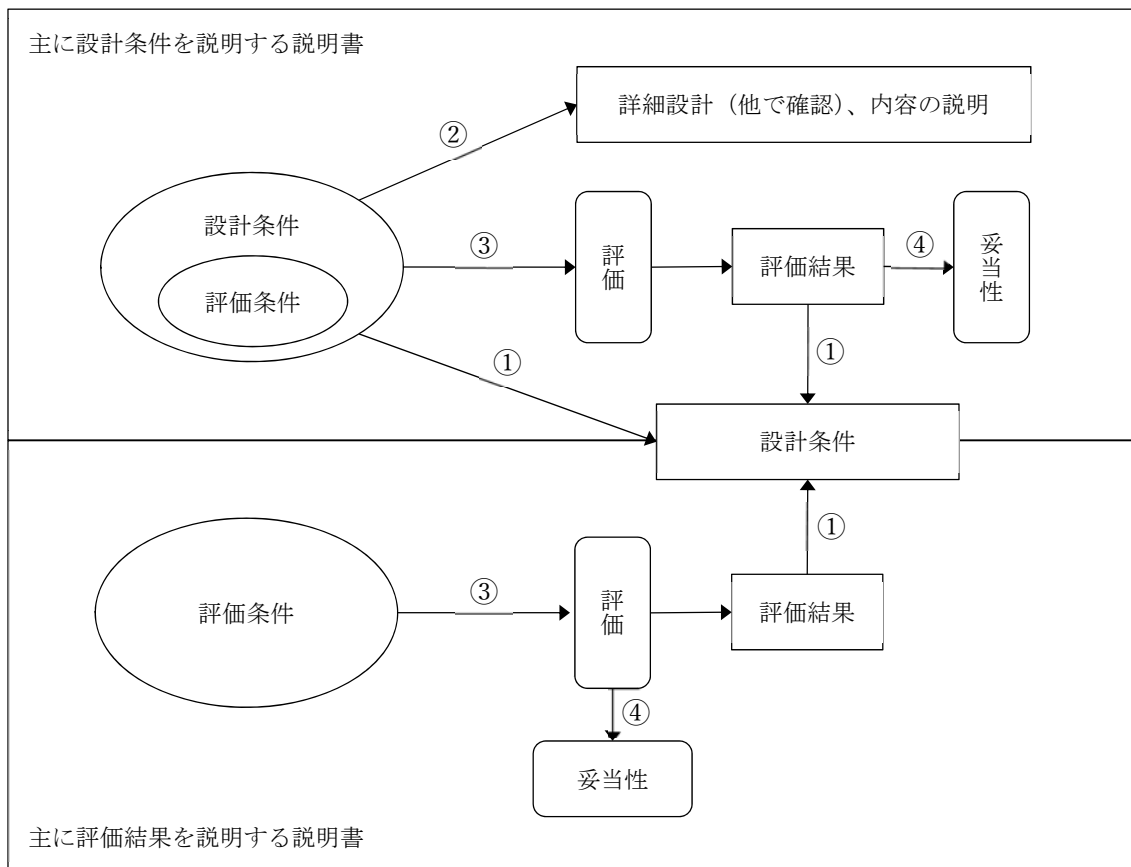 主に設計条件を説明する説明書
詳細設計（他で確認）、内容の説明
②
設計条件
評価条件
③
評価
評価結果
④
妥当性
①
①
設計条件
①
評価条件
③
評価
評価結果
④
妥当性
主に評価結果を説明する説明書